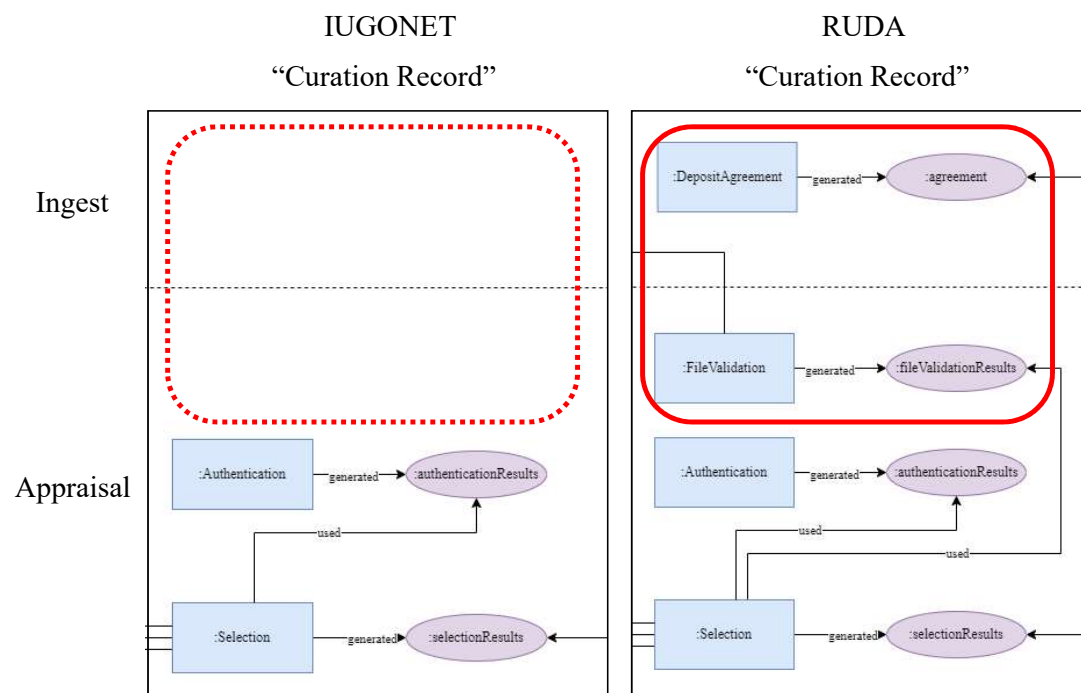 IUGONET
“Curation Record”
RUDA
“Curation Record”
Ingest
Appraisal
:Authentication
generated
:authenticationResults
used
:Selection
generated
:selectionResults
:DepositAgreement
generated
:agreement
:FileValidation
generated
:fileValidationResults
:Authentication
generated
:authenticationResults
used
used
:Selection
generated
:selectionResults